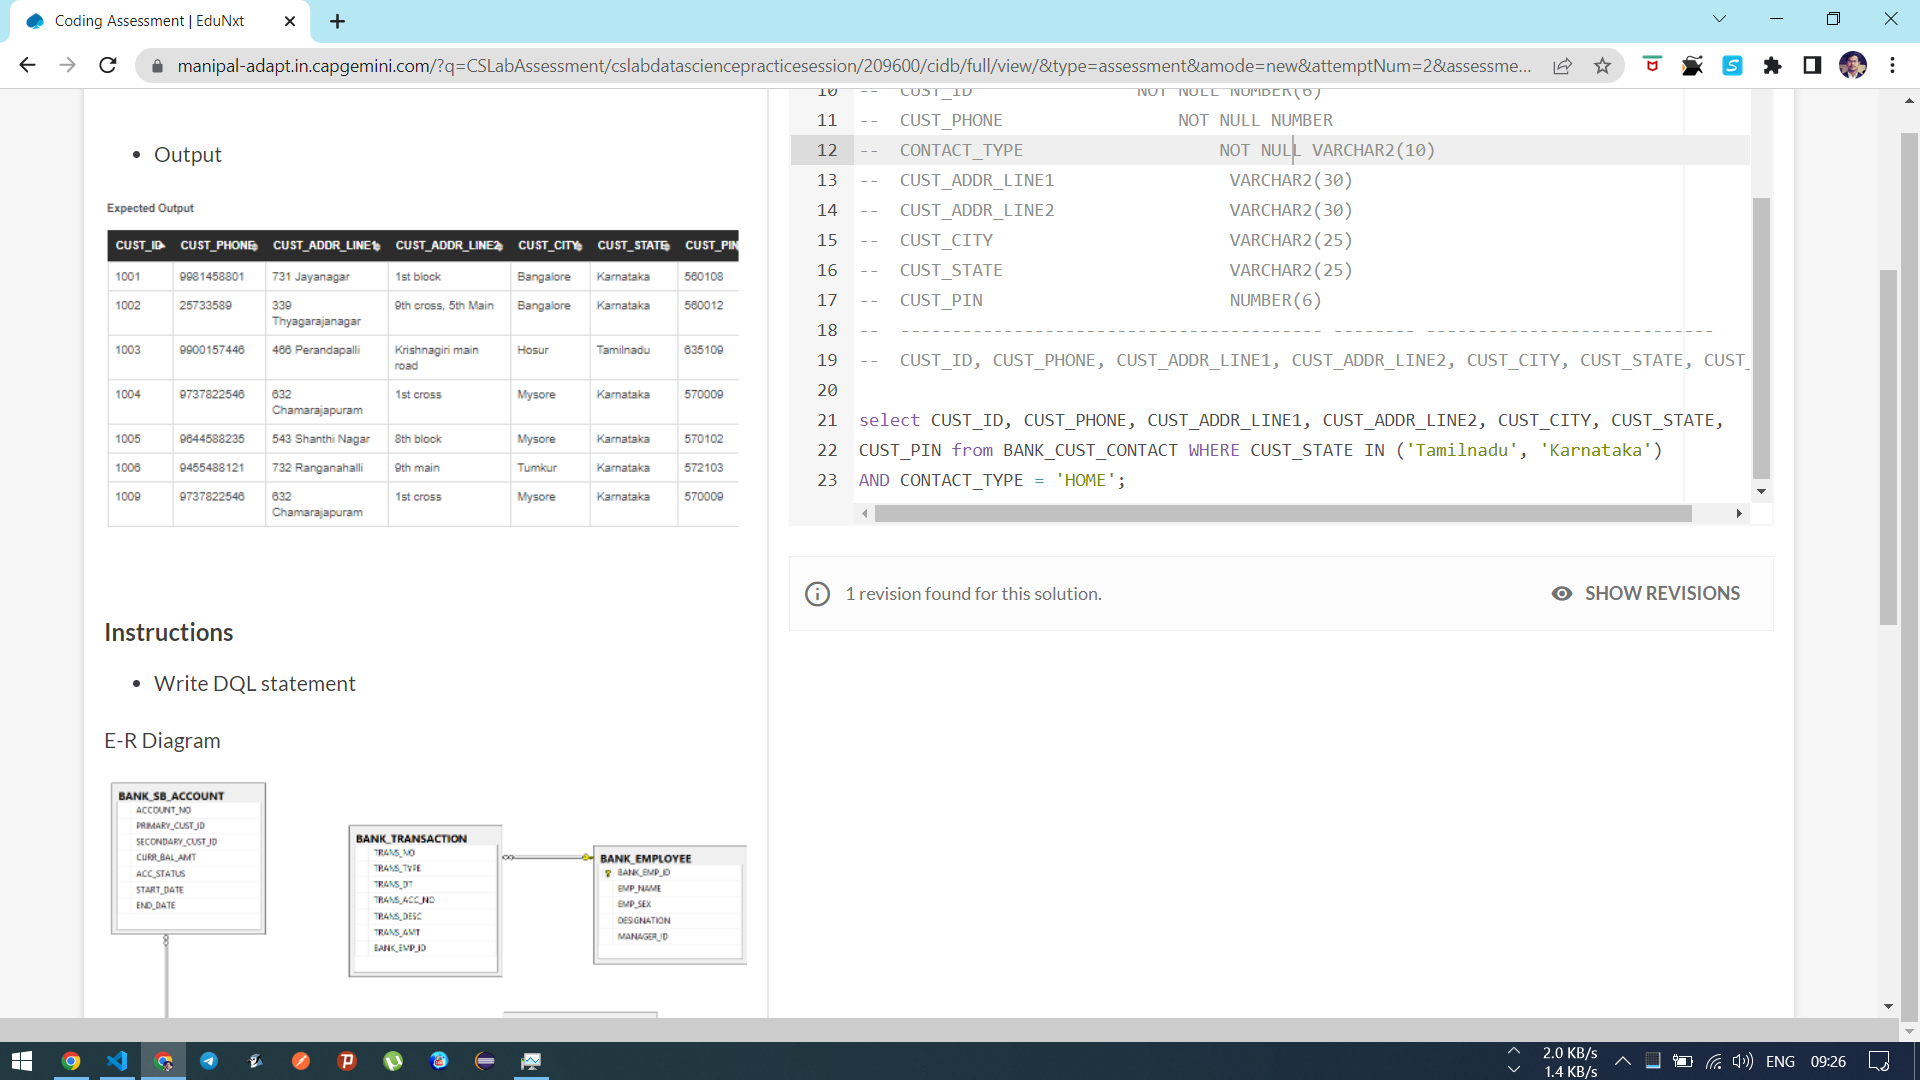 Coding Assessment | EduNxt
manipal-adapt.in.capgemini.com/?q=CSLabAssessment/cslabdatasciencepracticesession/209600/cidb/full/view/&type=assessment&amode=new&attemptNum=2&assessme...
Output
Expected Output
CUST_ID CUST_PHONE CUST_ADDR_LINE1 CUST_ADDR_LINE2 CUST_CITY CUST_STATE CUST_PIN
1001 9981458801 731 Jayanagar 1st block Bangalore Karnataka 560108
1002 25733589 339 9th cross, 5th Main Bangalore Karnataka 560012
Thyagarajanagar
1003 9900157446 466 Perandapalli Krishnagiri main Hosur Tamilnadu 635109
road
1004 9737822546 632 1st cross Mysore Karnataka 570009
Chamarajapuram
1005 9644588235 543 Shanthi Nagar 8th block Mysore Karnataka 570102
1006 9455488121 732 Ranganahalli 9th main Tumkur Karnataka 572103
1009 9737822546 632 1st cross Mysore Karnataka 570009
Chamarajapuram
Instructions
Write DQL statement
E-R Diagram
BANK_SB_ACCOUNT
ACCOUNT_NO
PRIMARY_CUST_ID
SECONDARY_CUST_ID
CURR_BAL_AMT
ACC_STATUS
START_DATE
END_DATE
BANK_TRANSACTION
TRANS_NO
TRANS_TYPE
TRANS_DT
TRANS_ACC_NO
TRANS_DESC
TRANS_AMT
BANK_EMP_ID
BANK_EMPLOYEE
BANK_EMP_ID
EMP_NAME
EMP_SEX
DESIGNATION
MANAGER_ID
10 -- CUST_ID NOT NULL NUMBER(6)
11 -- CUST_PHONE NOT NULL NUMBER
12 -- CONTACT_TYPE NOT NULL VARCHAR2(10)
13 -- CUST_ADDR_LINE1 VARCHAR2(30)
14 -- CUST_ADDR_LINE2 VARCHAR2(30)
15 -- CUST_CITY VARCHAR2(25)
16 -- CUST_STATE VARCHAR2(25)
17 -- CUST_PIN NUMBER(6)
18 -- ----------------------------------------- -------- ----------------------------
19 -- CUST_ID, CUST_PHONE, CUST_ADDR_LINE1, CUST_ADDR_LINE2, CUST_CITY, CUST_STATE, CUST_
20
21 select CUST_ID, CUST_PHONE, CUST_ADDR_LINE1, CUST_ADDR_LINE2, CUST_CITY, CUST_STATE,
22 CUST_PIN from BANK_CUST_CONTACT WHERE CUST_STATE IN ('Tamilnadu', 'Karnataka')
23 AND CONTACT_TYPE = 'HOME';
1 revision found for this solution.
SHOW REVISIONS
2.0 KB/s
1.4 KB/s
ENG 09:26